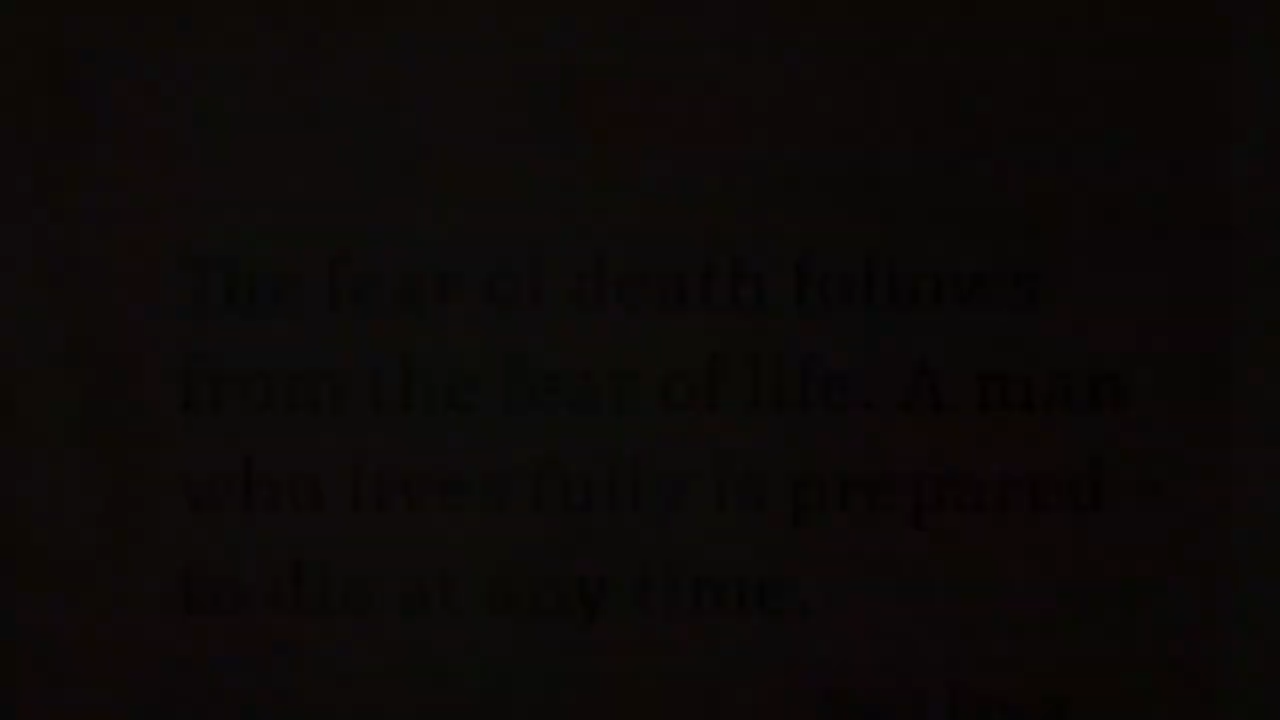 The fear of death follows
from the fear of life. A man
who lives fully is prepared
to die at any time.